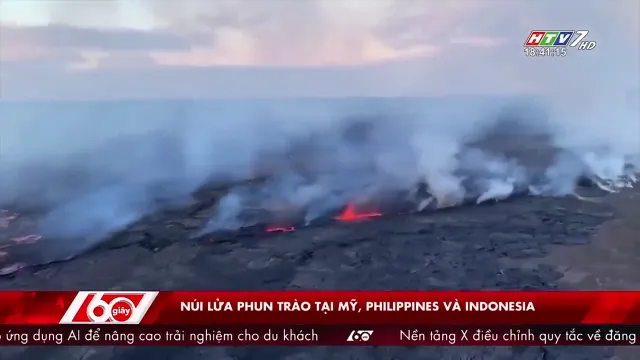 HTV7 HD
18:41:15
60 giây
NÚI LỬA PHUN TRÀO TẠI MỸ, PHILIPPINES VÀ INDONESIA
ứng dụng AI để nâng cao trải nghiệm cho du khách 60 Nền tảng X điều chỉnh quy tắc về đăng